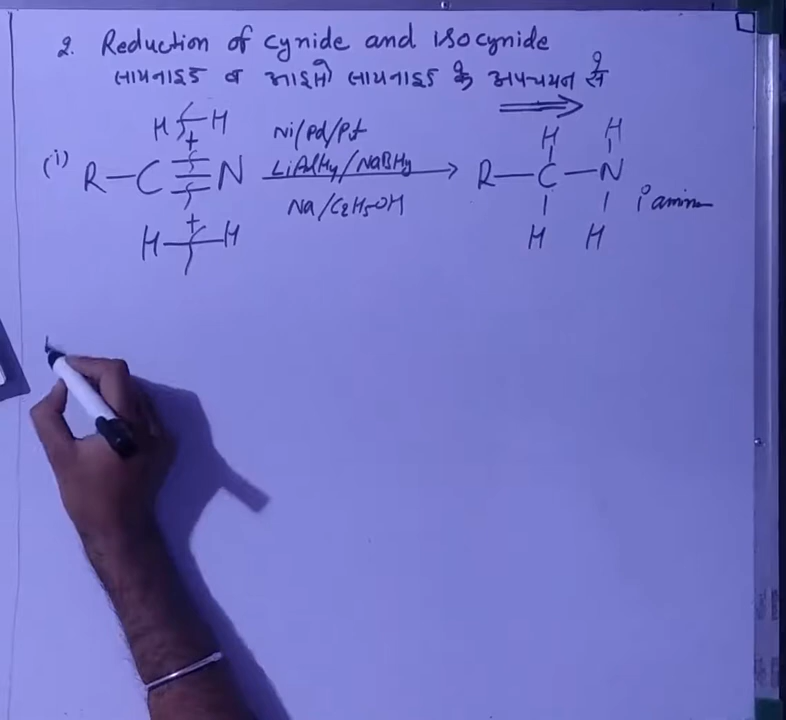 2. Reduction of cynide and isocynide
सायनाइड व आइसो सायनाइड के अपचयन से
H H
+
Ni/Pd/Pt
H H
(i) R–C≡N LiAlH4/NaBH4 → R–C–N
Na/C2H5OH
i amine
+
H H
H–H